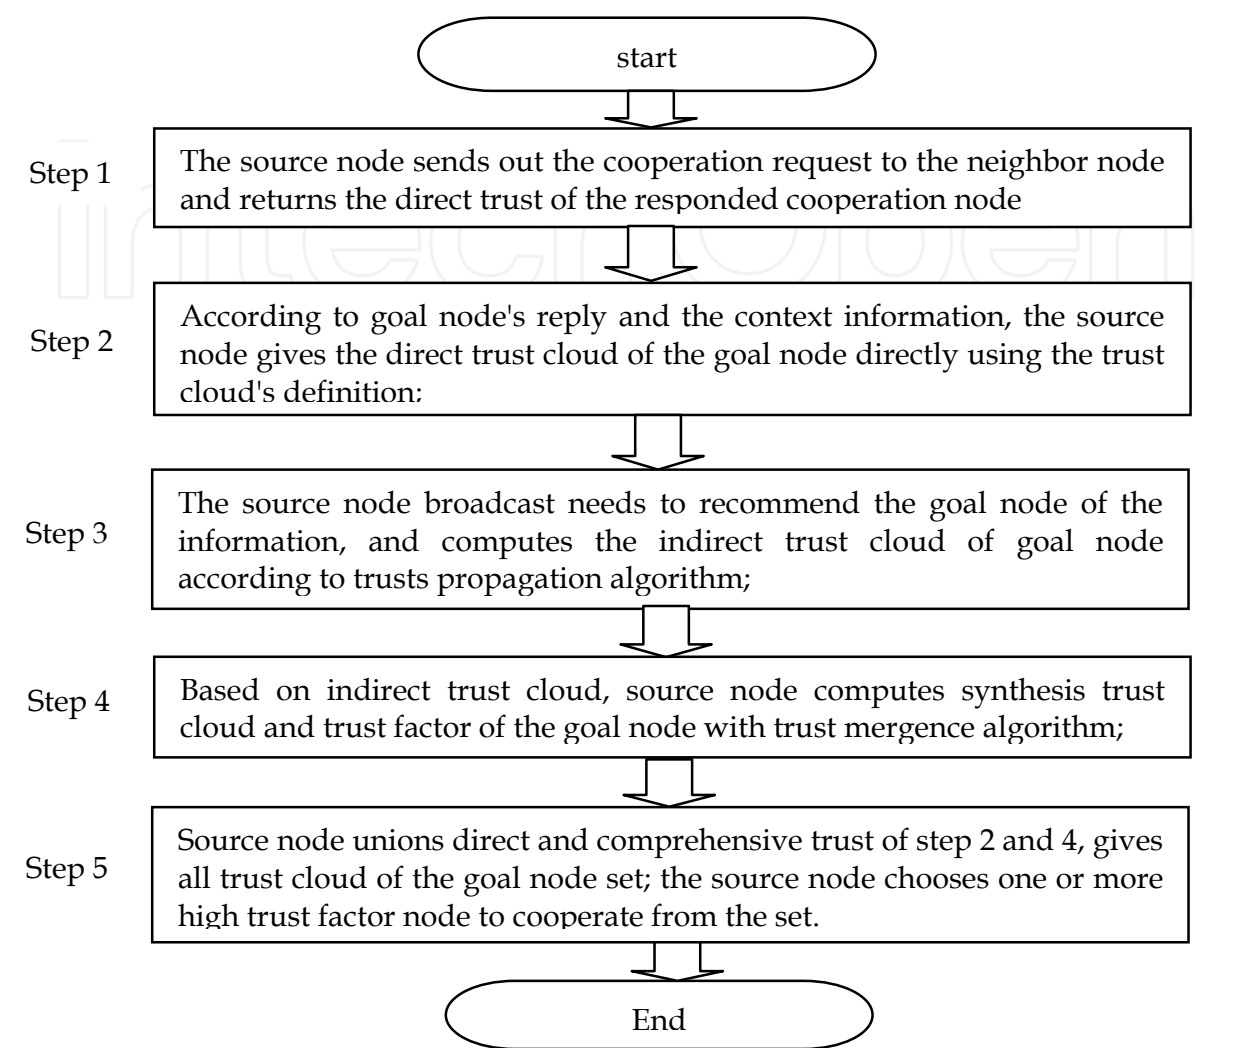 start
Step 1
The source node sends out the cooperation request to the neighbor node
and returns the direct trust of the responded cooperation node
IntechOpen
Step 2
According to goal node's reply and the context information, the source
node gives the direct trust cloud of the goal node directly using the trust
cloud's definition;
Step 3
The source node broadcast needs to recommend the goal node of the
information, and computes the indirect trust cloud of goal node
according to trusts propagation algorithm;
Step 4
Based on indirect trust cloud, source node computes synthesis trust
cloud and trust factor of the goal node with trust mergence algorithm;
Step 5
Source node unions direct and comprehensive trust of step 2 and 4, gives
all trust cloud of the goal node set; the source node chooses one or more
high trust factor node to cooperate from the set.
End